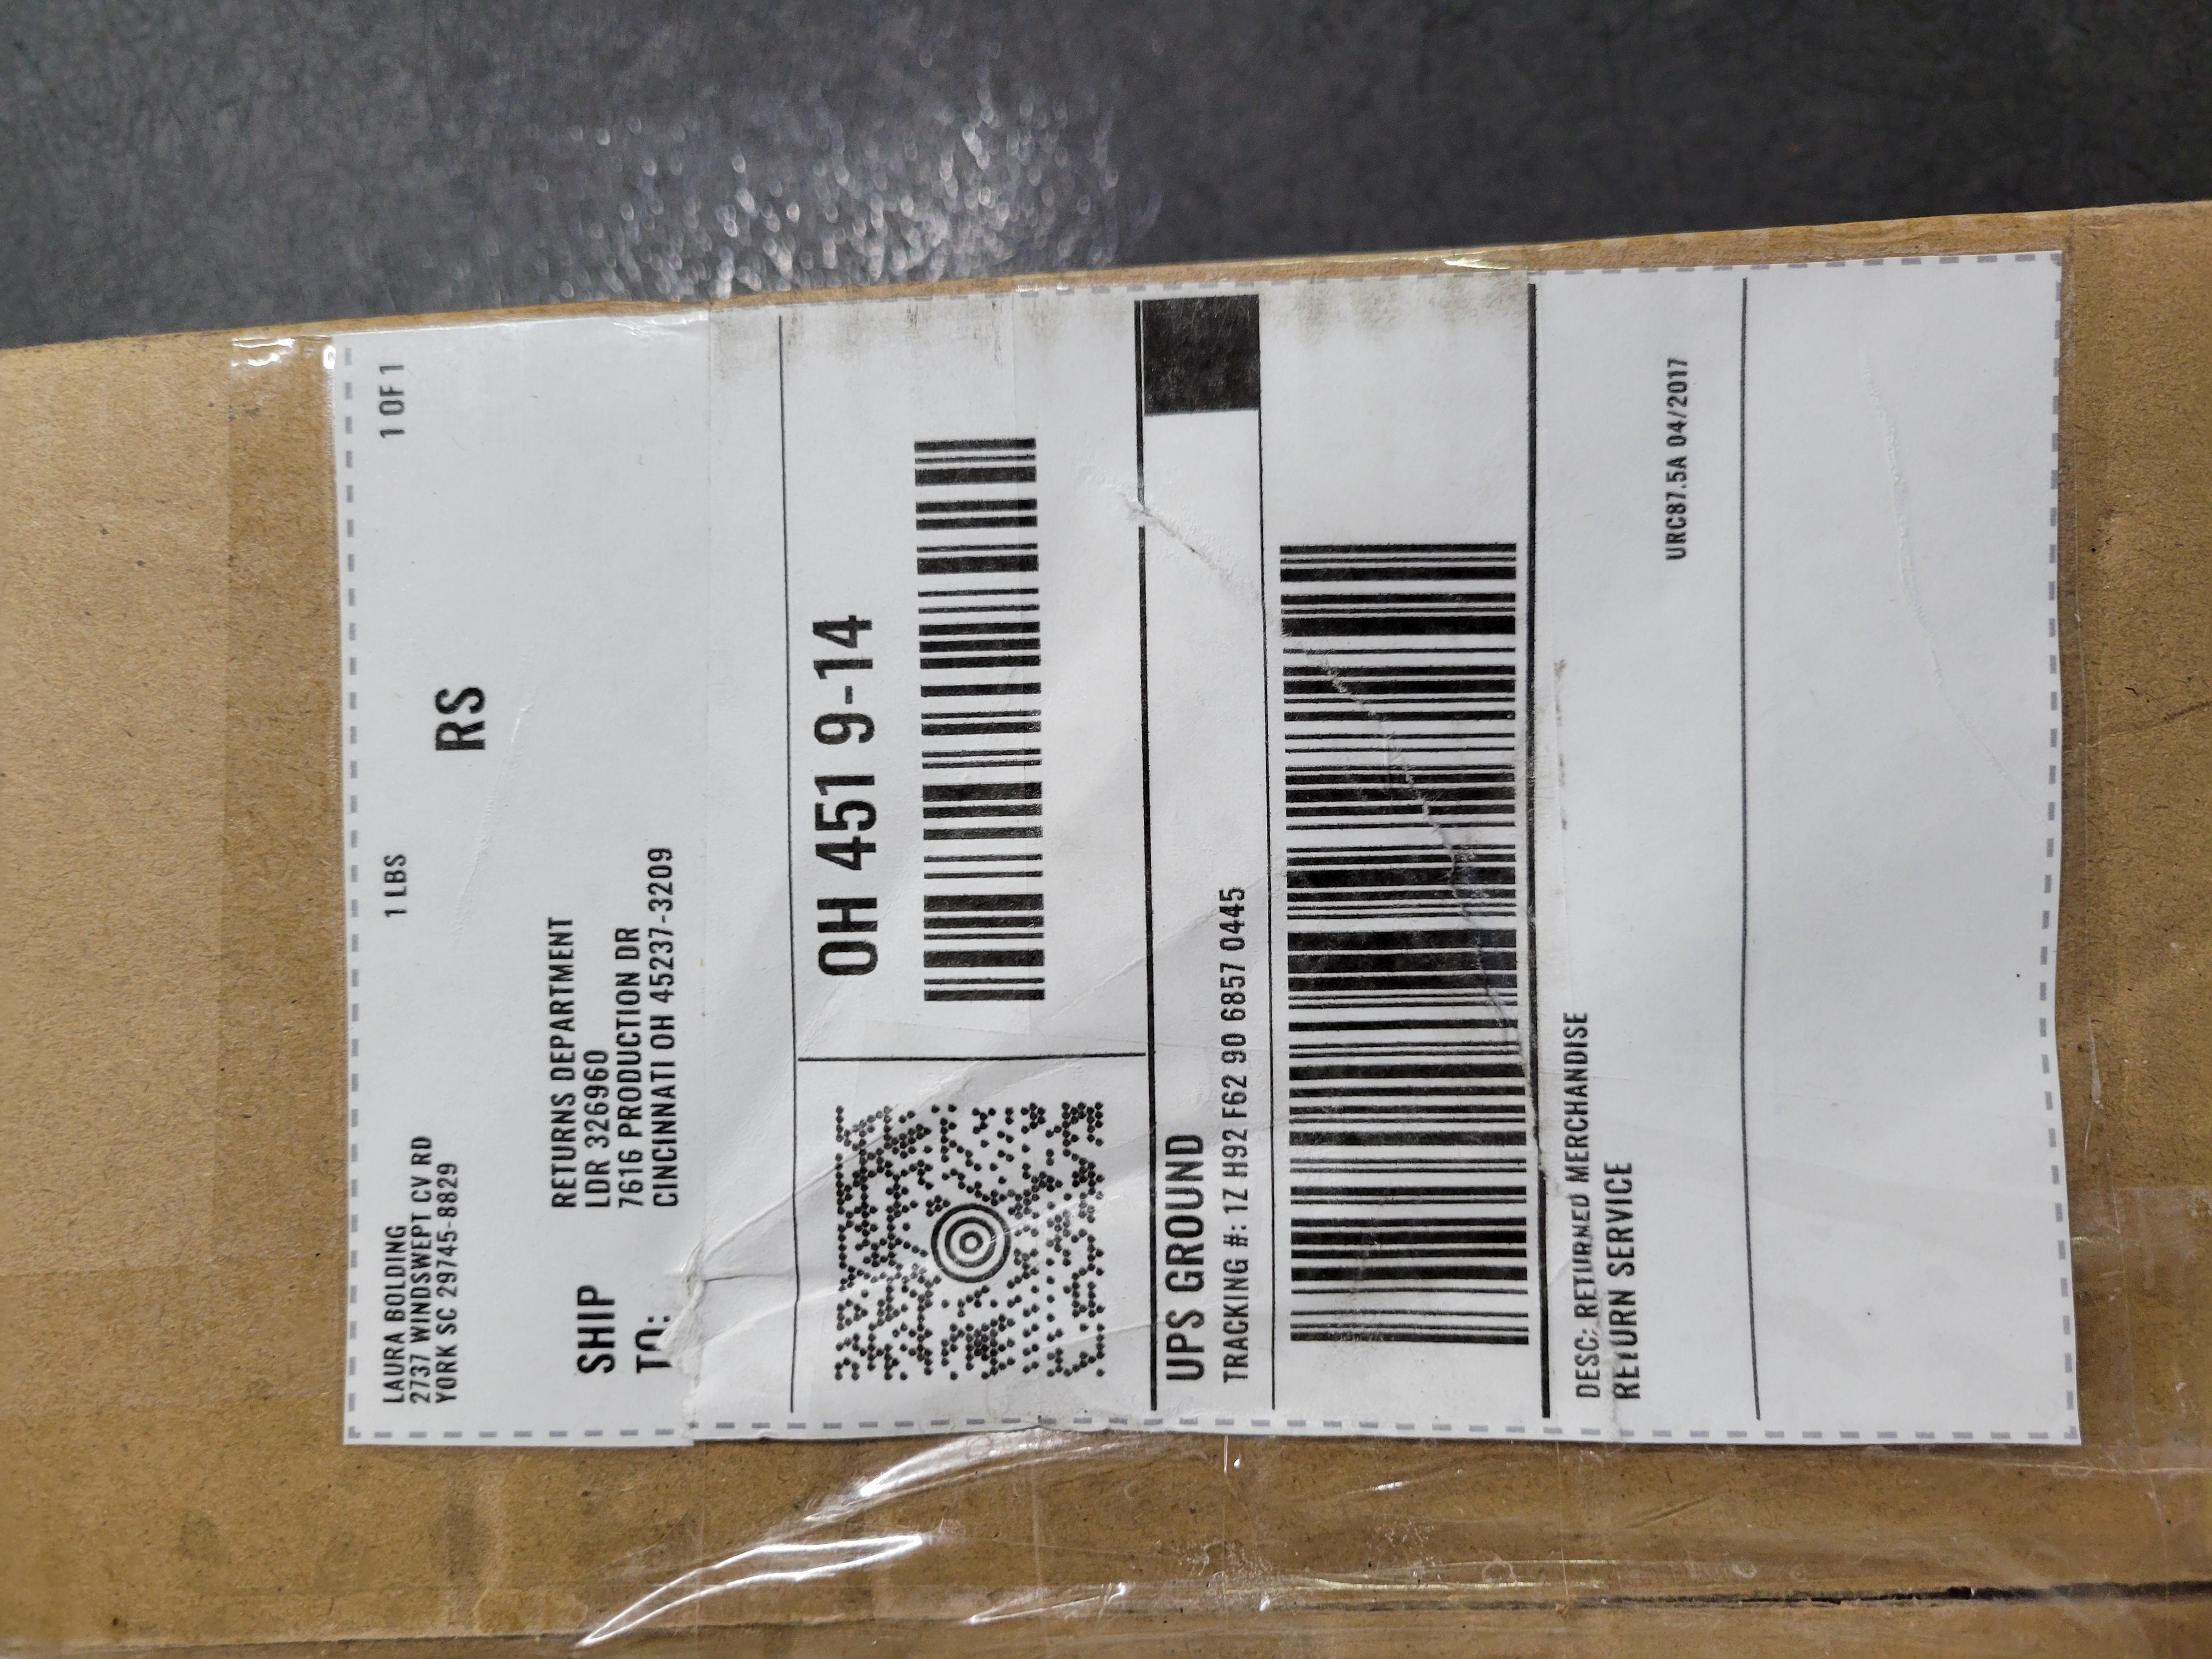 LAURA BOLDING
2737 WINDSWEPT CV RD
YORK SC 29745-8829
1 LBS
1 OF 1
RS
SHIP
TO:
RETURNS DEPARTMENT
LDR 326960
7616 PRODUCTION DR
CINCINNATI OH 45237-3209
OH 451 9-14
UPS GROUND
TRACKING #: 1Z H92 F62 90 6857 0445
DESC: RETURNED MERCHANDISE
RETURN SERVICE
URC87.5A 04/2017